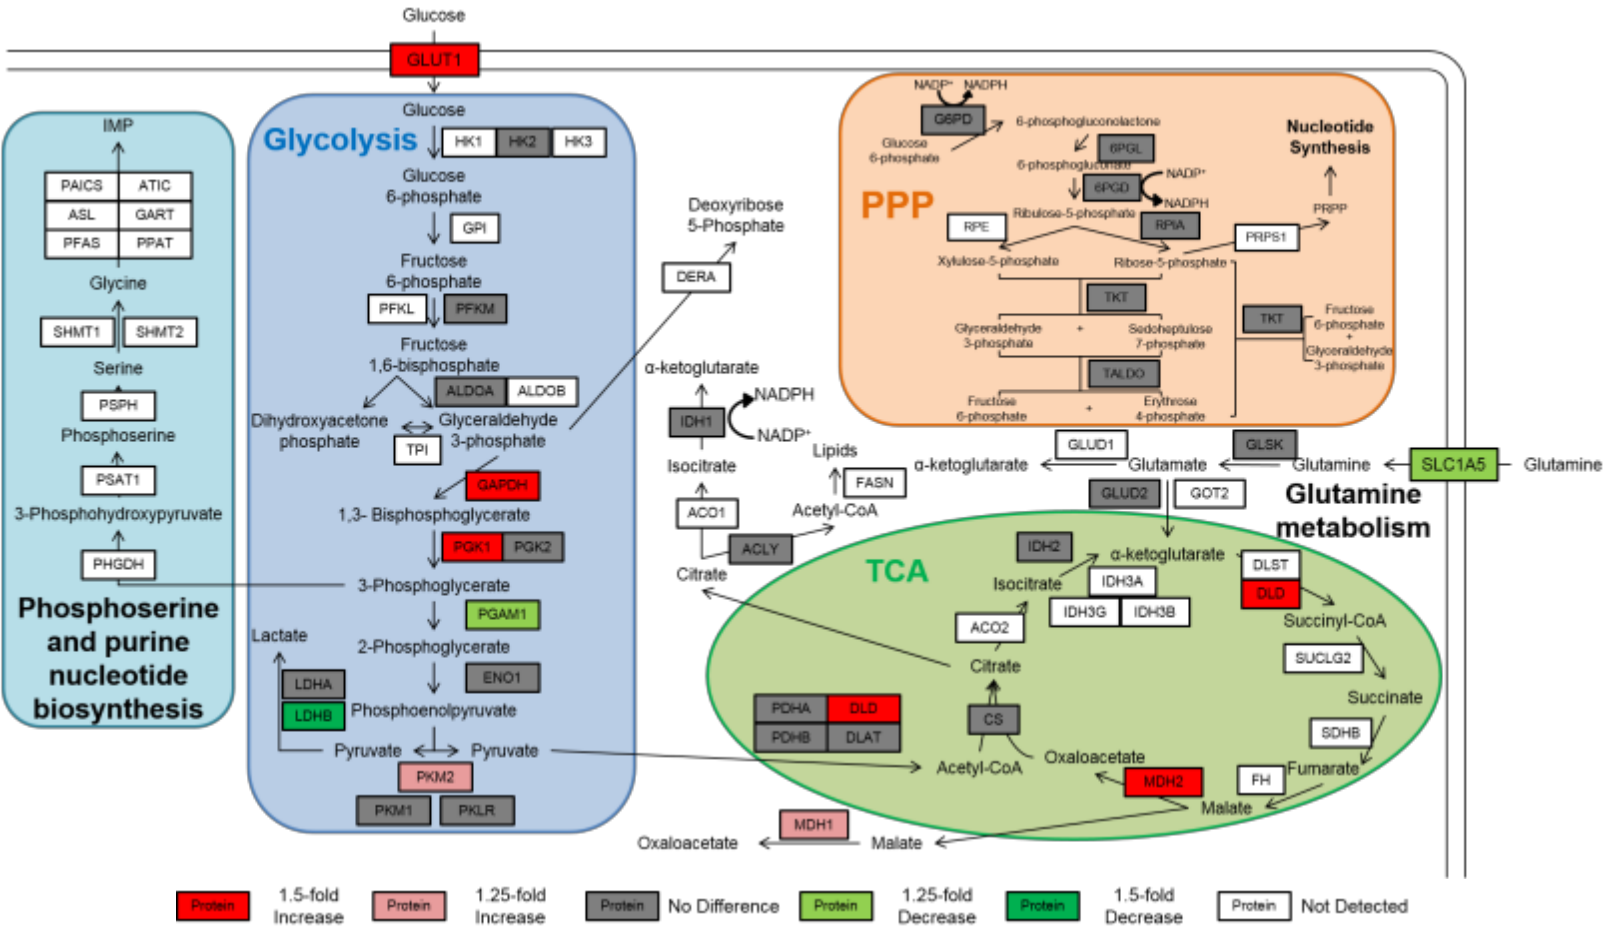 Glucose
GLUT1
Glycolysis
Glucose
HK1
HK2
HK3
Glucose
6-phosphate
GPI
Fructose
6-phosphate
PFKL
PFKM
Fructose
1,6-bisphosphate
ALDOA
ALDOB
Dihydroxyacetone
phosphate
Glyceraldehyde
3-phosphate
TPI
GAPDH
1,3- Bisphosphoglycerate
PGK1
PGK2
3-Phosphoglycerate
PGAM1
2-Phosphoglycerate
ENO1
Lactate
LDHA
LDHB
Phosphoenolpyruvate
Pyruvate
Pyruvate
PKM2
PKM1
PKLR
IMP
PAICS
ATIC
ASL
GART
PFAS
PPAT
Glycine
SHMT1
SHMT2
Serine
PSPH
Phosphoserine
PSAT1
3-Phosphohydroxypyruvate
PHGDH
Phosphoserine
and purine
nucleotide
biosynthesis
Deoxyribose
5-Phosphate
DERA
α-ketoglutarate
IDH1
NADPH
NADP⁺
Isocitrate
ACO1
Citrate
ACLY
Acetyl-CoA
FASN
Lipids
PPP
NADP⁺
NADPH
G6PD
Glucose
6-phosphate
6-phosphogluconolactone
6PGL
6-phosphogluconate
6PGD
NADP⁺
NADPH
Ribulose-5-phosphate
RPE
RPIA
Xylulose-5-phosphate
Ribose-5-phosphate
PRPS1
PRPP
Nucleotide
Synthesis
TKT
Glyceraldehyde
3-phosphate
+
Sedoheptulose
7-phosphate
TALDO
Fructose
6-phosphate
+
Erythrose
4-phosphate
TKT
Fructose
6-phosphate
+
Glyceraldehyde
3-phosphate
α-ketoglutarate
GLUD1
Glutamate
GLSK
Glutamine
SLC1A5
Glutamine
GLUD2
GOT2
Glutamine
metabolism
TCA
IDH2
α-ketoglutarate
Isocitrate
IDH3A
IDH3G
IDH3B
DLST
DLD
Succinyl-CoA
ACO2
Citrate
SUCLG2
Succinate
PDHA
DLD
PDHB
DLAT
CS
SDHB
Acetyl-CoA
Oxaloacetate
MDH2
FH
Fumarate
Malate
MDH1
Oxaloacetate
Malate
Protein
1.5-fold
Increase
Protein
1.25-fold
Increase
Protein
No Difference
Protein
1.25-fold
Decrease
Protein
1.5-fold
Decrease
Protein
Not Detected